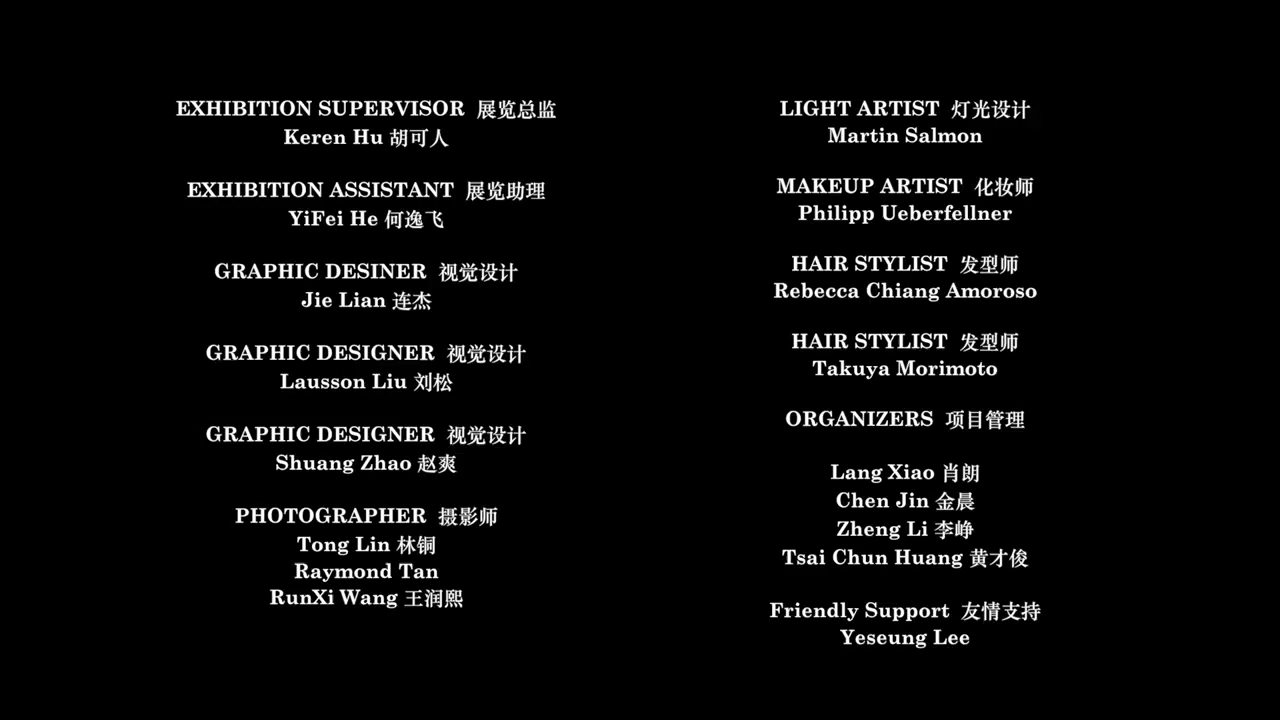 EXHIBITION SUPERVISOR 展览总监
Keren Hu 胡可人
EXHIBITION ASSISTANT 展览助理
YiFei He 何逸飞
GRAPHIC DESINER 视觉设计
Jie Lian 连杰
GRAPHIC DESIGNER 视觉设计
Lausson Liu 刘松
GRAPHIC DESIGNER 视觉设计
Shuang Zhao 赵爽
PHOTOGRAPHER 摄影师
Tong Lin 林铜
Raymond Tan
RunXi Wang 王润熙
LIGHT ARTIST 灯光设计
Martin Salmon
MAKEUP ARTIST 化妆师
Philipp Ueberfellner
HAIR STYLIST 发型师
Rebecca Chiang Amoroso
HAIR STYLIST 发型师
Takuya Morimoto
ORGANIZERS 项目管理
Lang Xiao 肖朗
Chen Jin 金晨
Zheng Li 李峥
Tsai Chun Huang 黄才俊
Friendly Support 友情支持
Yeseung Lee